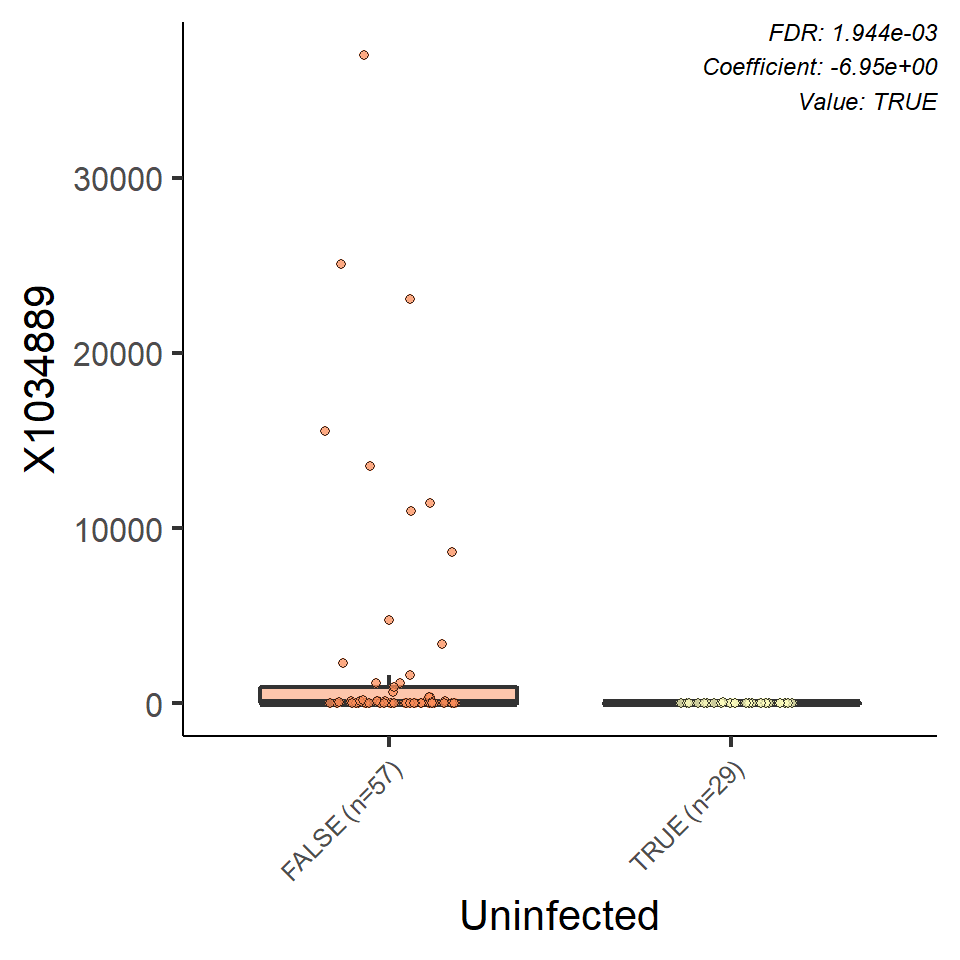 FDR: 1.944e-03
Coefficient: -6.95e+00
Value: TRUE
X1034889
30000
20000
10000
0
FALSE (n=57)
TRUE (n=29)
Uninfected